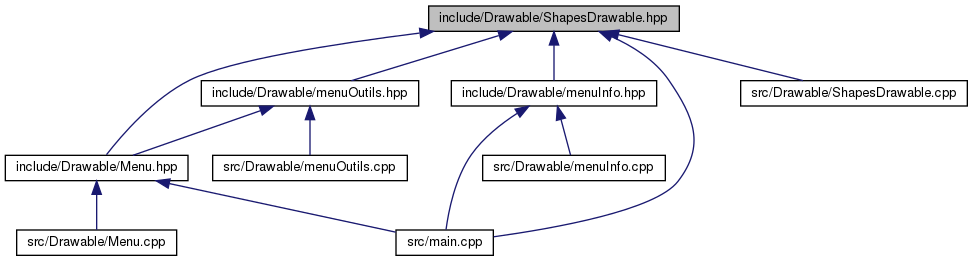 include/Drawable/ShapesDrawable.hpp
include/Drawable/menuOutils.hpp
include/Drawable/menuInfo.hpp
src/Drawable/ShapesDrawable.cpp
include/Drawable/Menu.hpp
src/Drawable/menuOutils.cpp
src/Drawable/menuInfo.cpp
src/Drawable/Menu.cpp
src/main.cpp